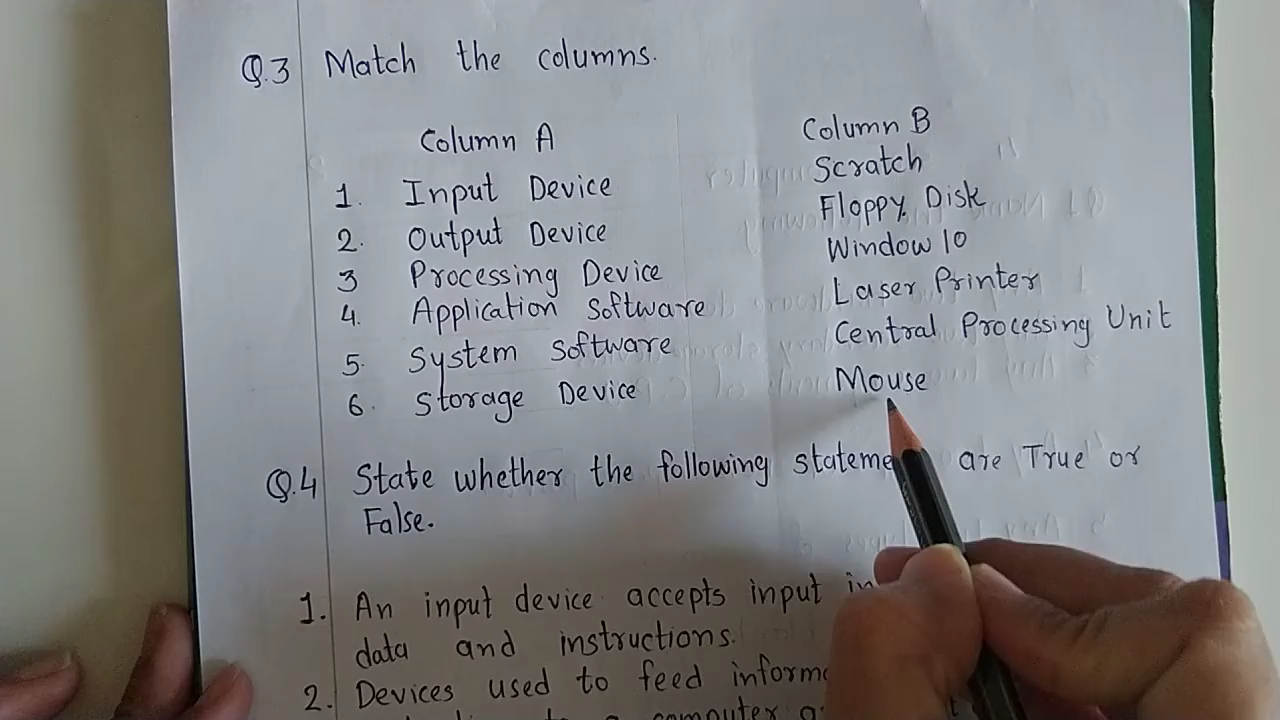 Q.3 Match the columns.
Column A Column B
Scratch
1. Input Device
Floppy Disk
2. Output Device
Window 10
3 Processing Device
Laser Printer
4. Application Software
Central Processing Unit
5. System Software
Mouse
6. Storage Device
Q.4 State whether the following stateme are True or
False.
1. An input device accepts input in
data and instructions.
2. Devices used to feed inform
to a computer